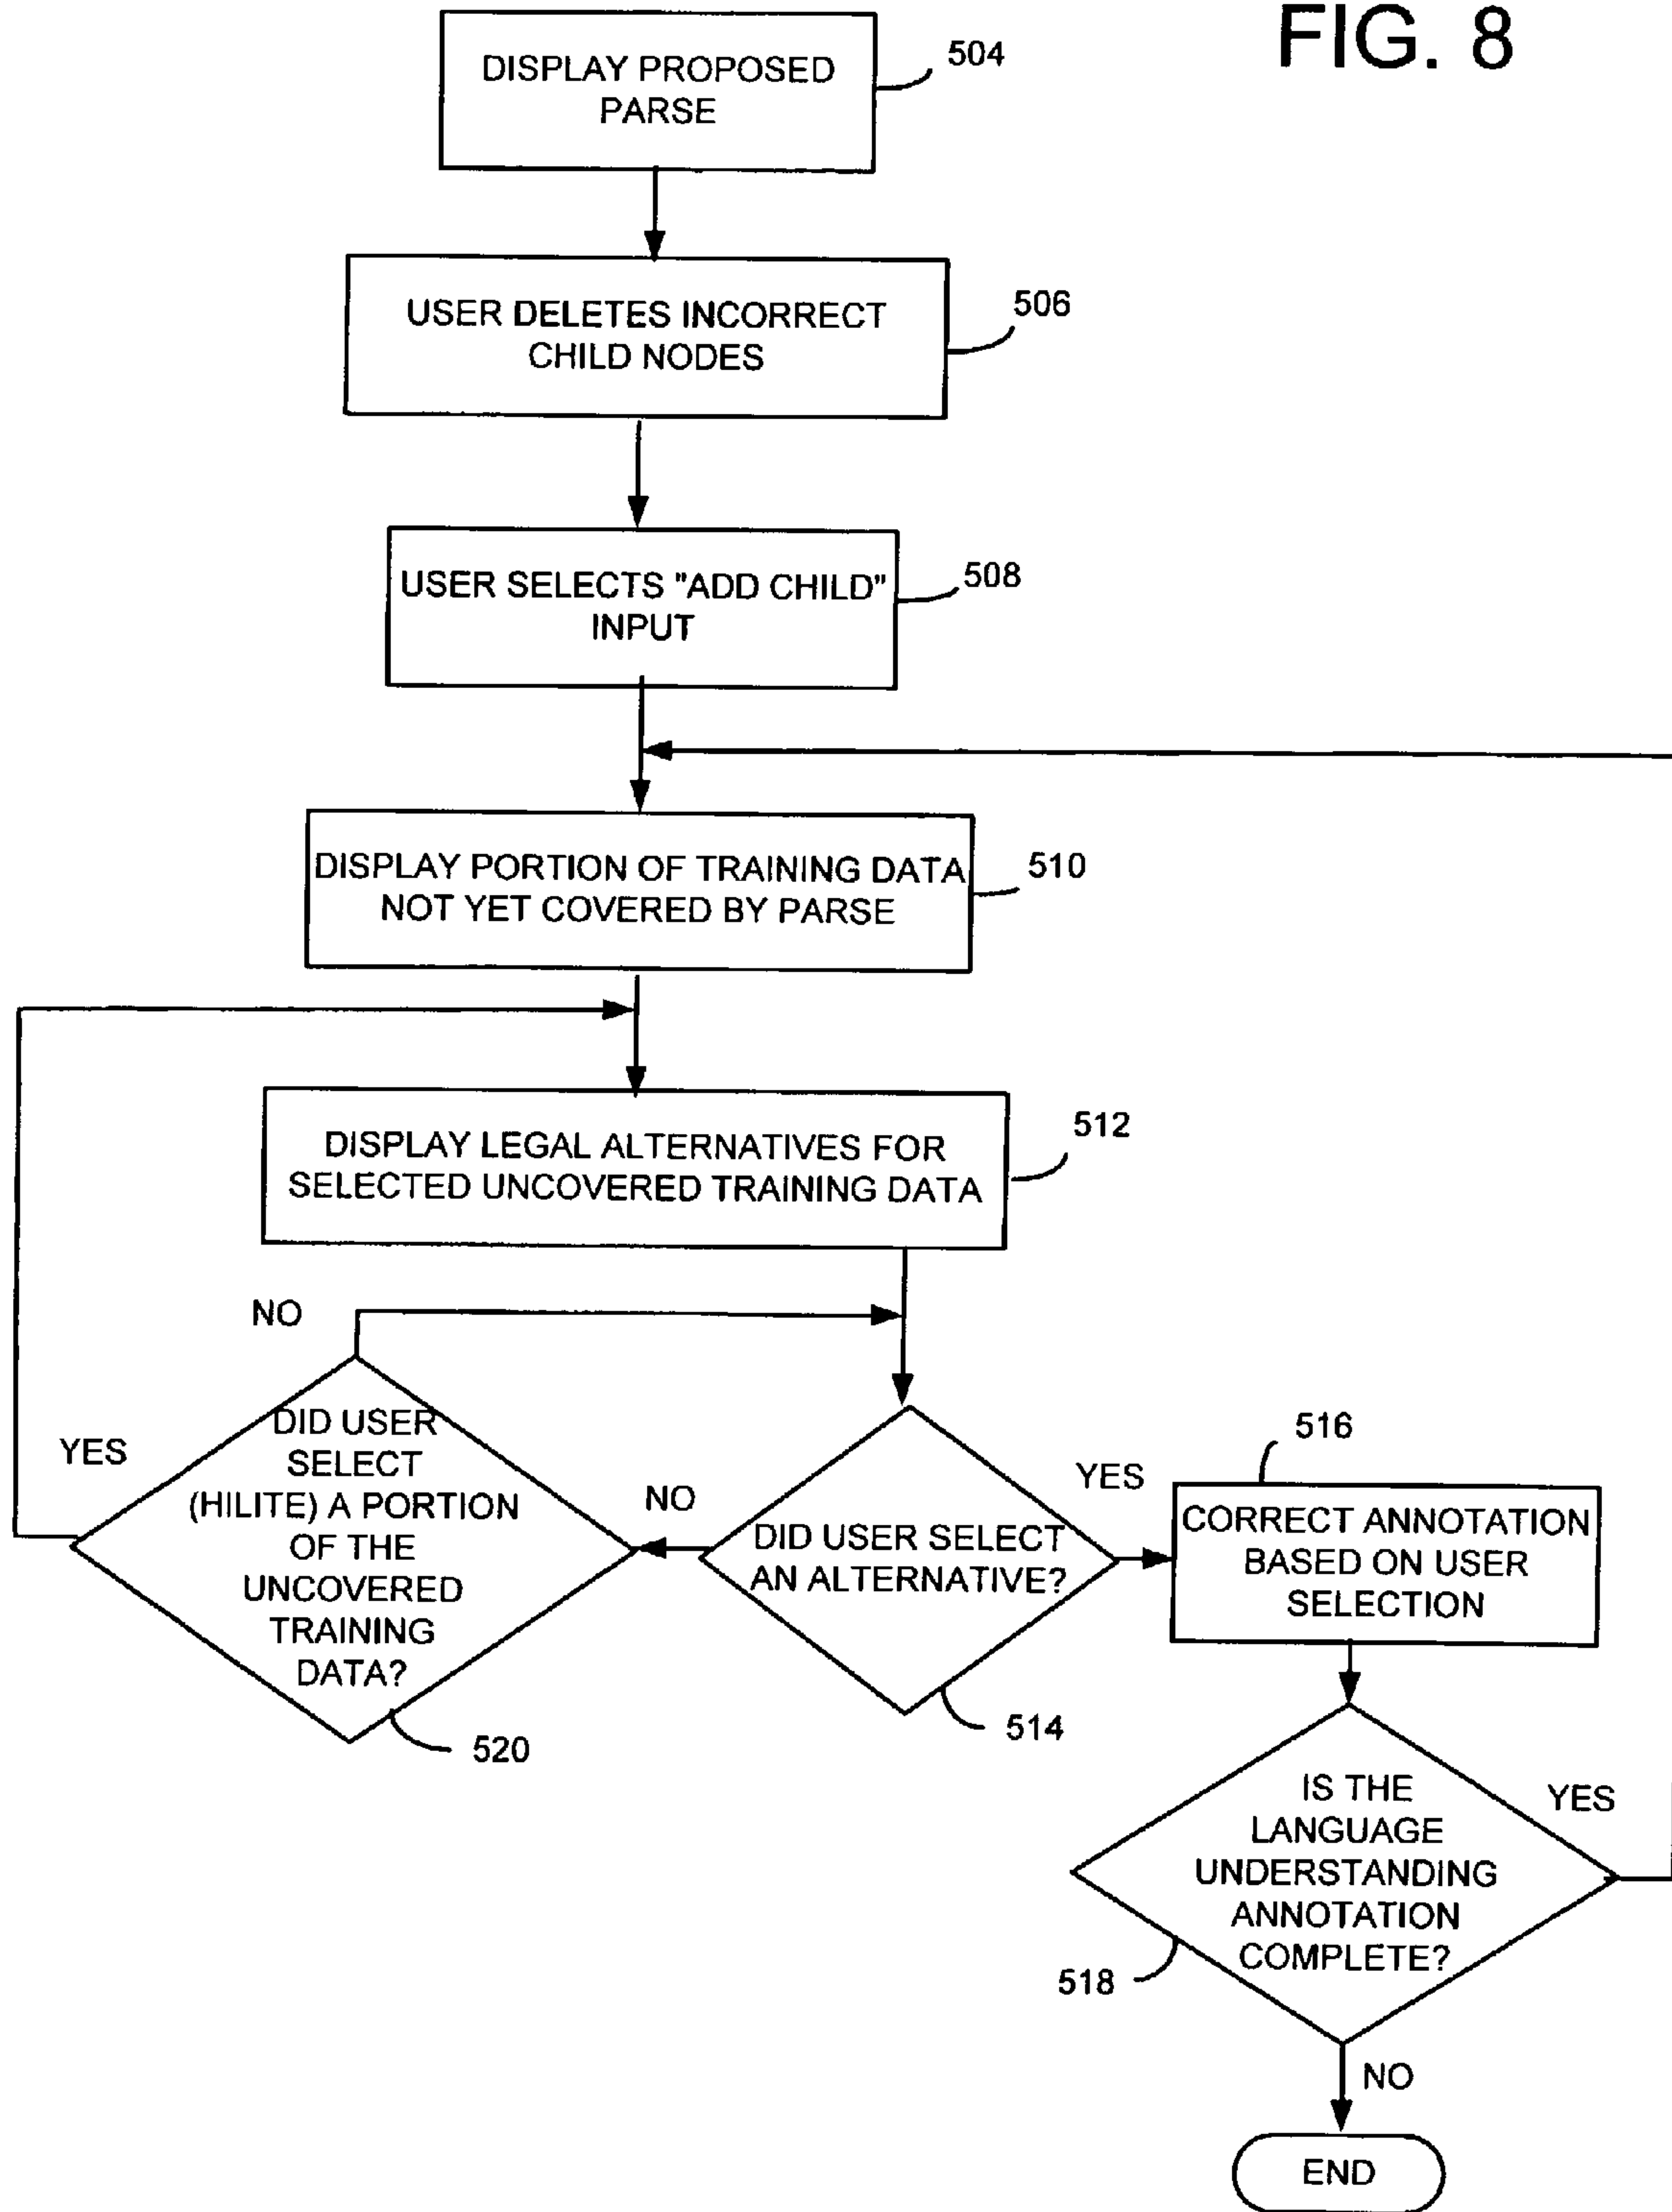 FIG. 8
DISPLAY PROPOSED
PARSE
504
USER DELETES INCORRECT
CHILD NODES
506
USER SELECTS "ADD CHILD"
INPUT
508
DISPLAY PORTION OF TRAINING DATA
NOT YET COVERED BY PARSE
510
DISPLAY LEGAL ALTERNATIVES FOR
SELECTED UNCOVERED TRAINING DATA
512
NO
YES
DID USER
SELECT
(HILITE) A PORTION
OF THE
UNCOVERED
TRAINING
DATA?
520
NO
DID USER SELECT
AN ALTERNATIVE?
514
YES
516
CORRECT ANNOTATION
BASED ON USER
SELECTION
IS THE
LANGUAGE
UNDERSTANDING
ANNOTATION
COMPLETE?
518
YES
NO
END